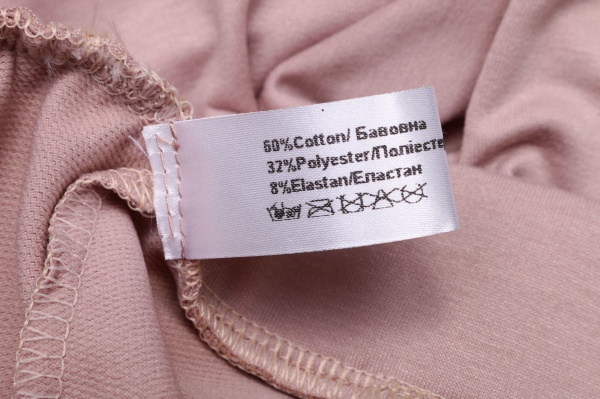 60%Cotton/ Бавовна
32%Polyester/Поліесте
8%Elastan/Еластан